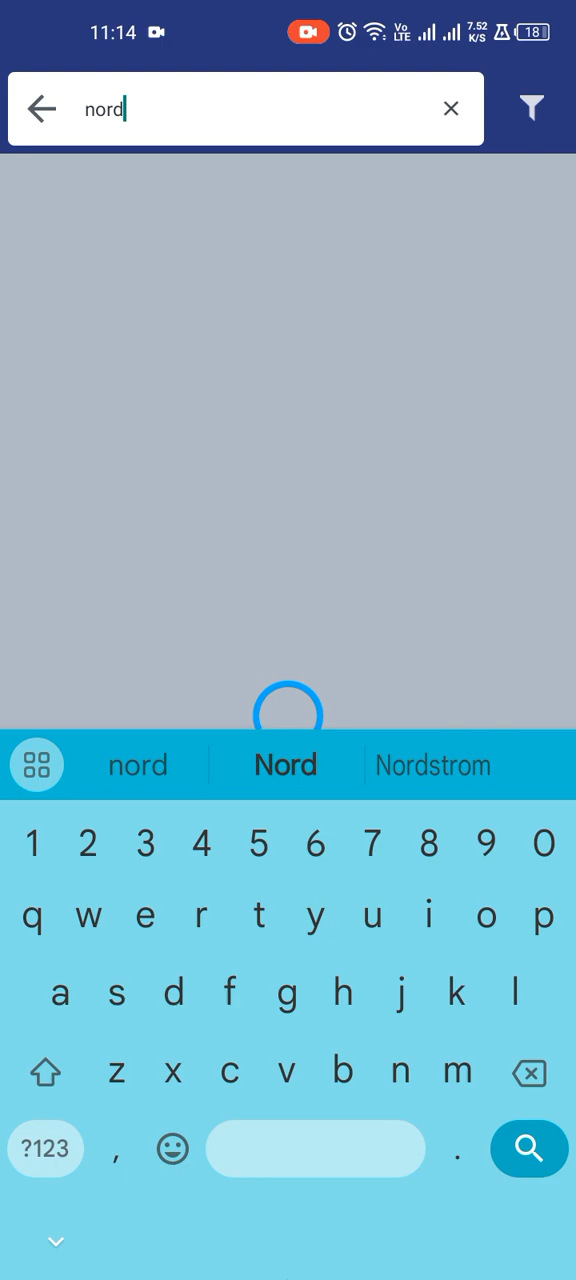 11:14 Vo LTE 7.52 K/S 18
nord
nord Nord Nordstrom
1 2 3 4 5 6 7 8 9 0
q w e r t y u i o p
a s d f g h j k l
z x c v b n m
?123 , .